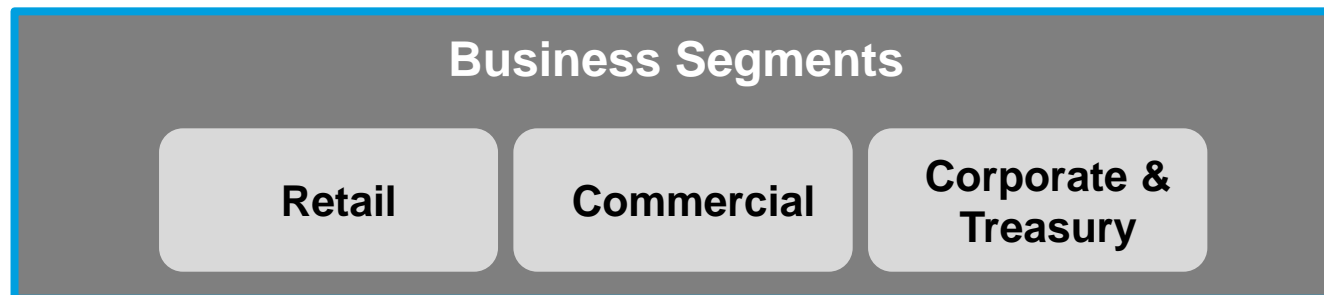 Business Segments
Retail
Commercial
Corporate &
Treasury